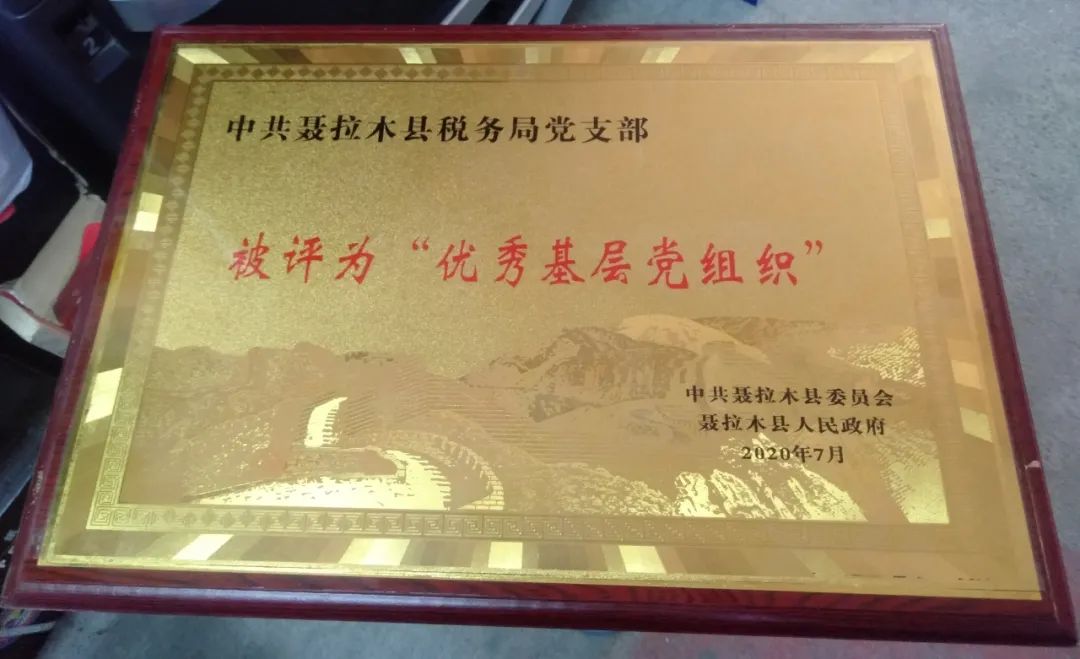 中共聂拉木县税务局党支部
被评为“优秀基层党组织”
中共聂拉木县委员会
聂拉木县人民政府
2020年7月
2